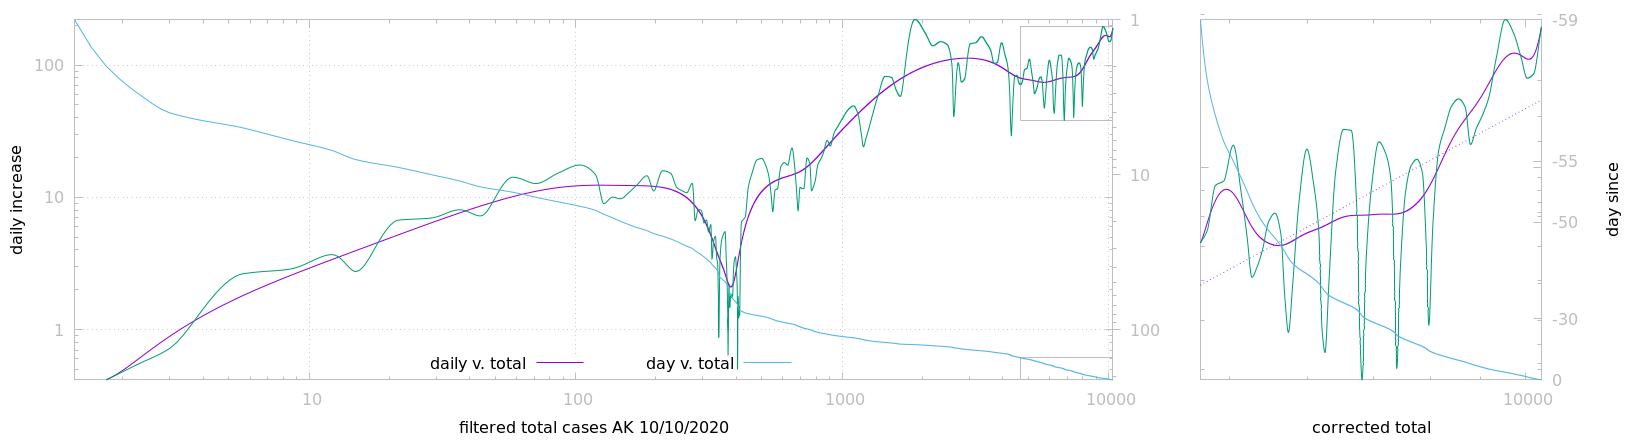 daily increase
100
10
1
10
100
1000
10000
1
10
100
daily v. total
day v. total
filtered total cases AK 10/10/2020
-59
-55
-50
-30
0
day since
10000
corrected total